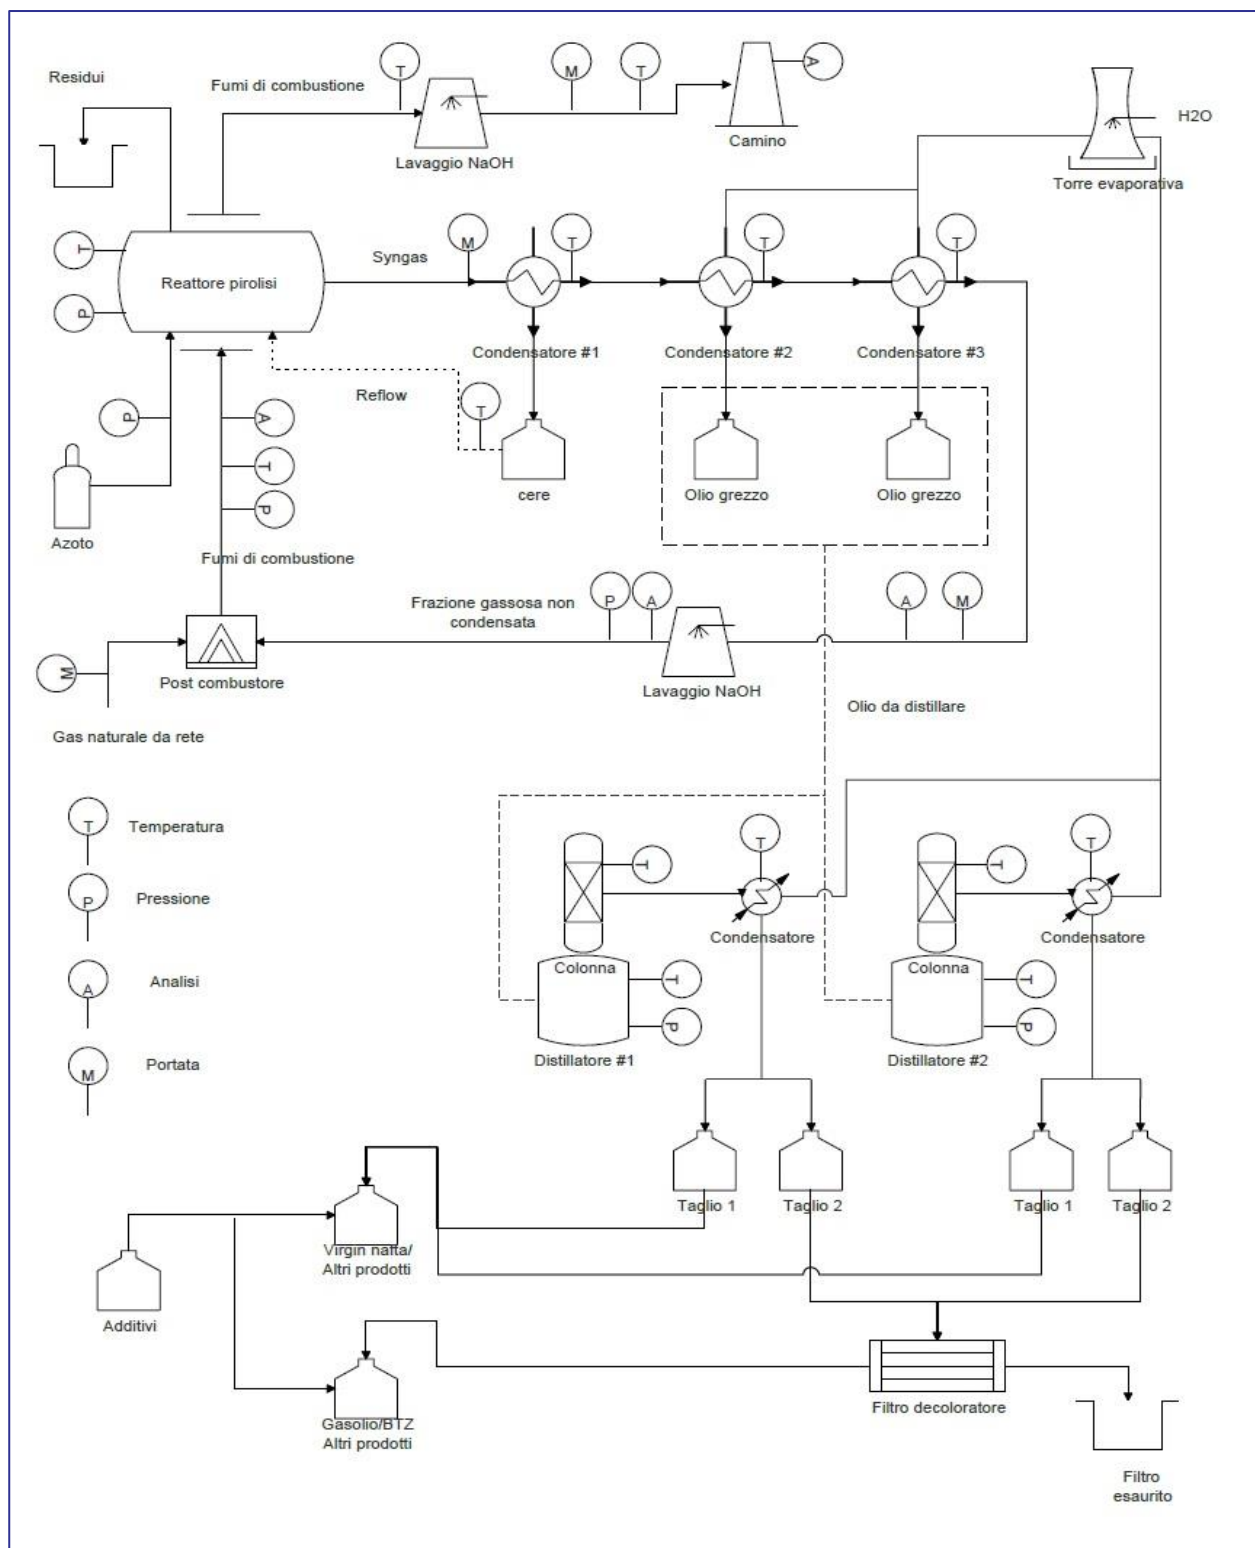 Residui
Fumi di combustione
T
M
T
A
H2O
Lavaggio NaOH
Camino
Torre evaporativa
T
Reattore pirolisi
P
Syngas
M
T
T
T
Condensatore #1
Condensatore #2
Condensatore #3
Reflow
T
P
A
T
P
cere
Olio grezzo
Olio grezzo
Azoto
Fumi di combustione
Frazione gassosa non
condensata
P
A
A
M
M
Post combustore
Lavaggio NaOH
Olio da distillare
Gas naturale da rete
T
Temperatura
P
Pressione
A
Analisi
M
Portata
T
T
T
T
Condensatore
Condensatore
Colonna
Colonna
T
P
T
P
Distillatore #1
Distillatore #2
Taglio 1
Taglio 2
Taglio 1
Taglio 2
Virgin nafta/
Altri prodotti
Additivi
Gasolio/BTZ
Altri prodotti
Filtro decoloratore
Filtro
esaurito